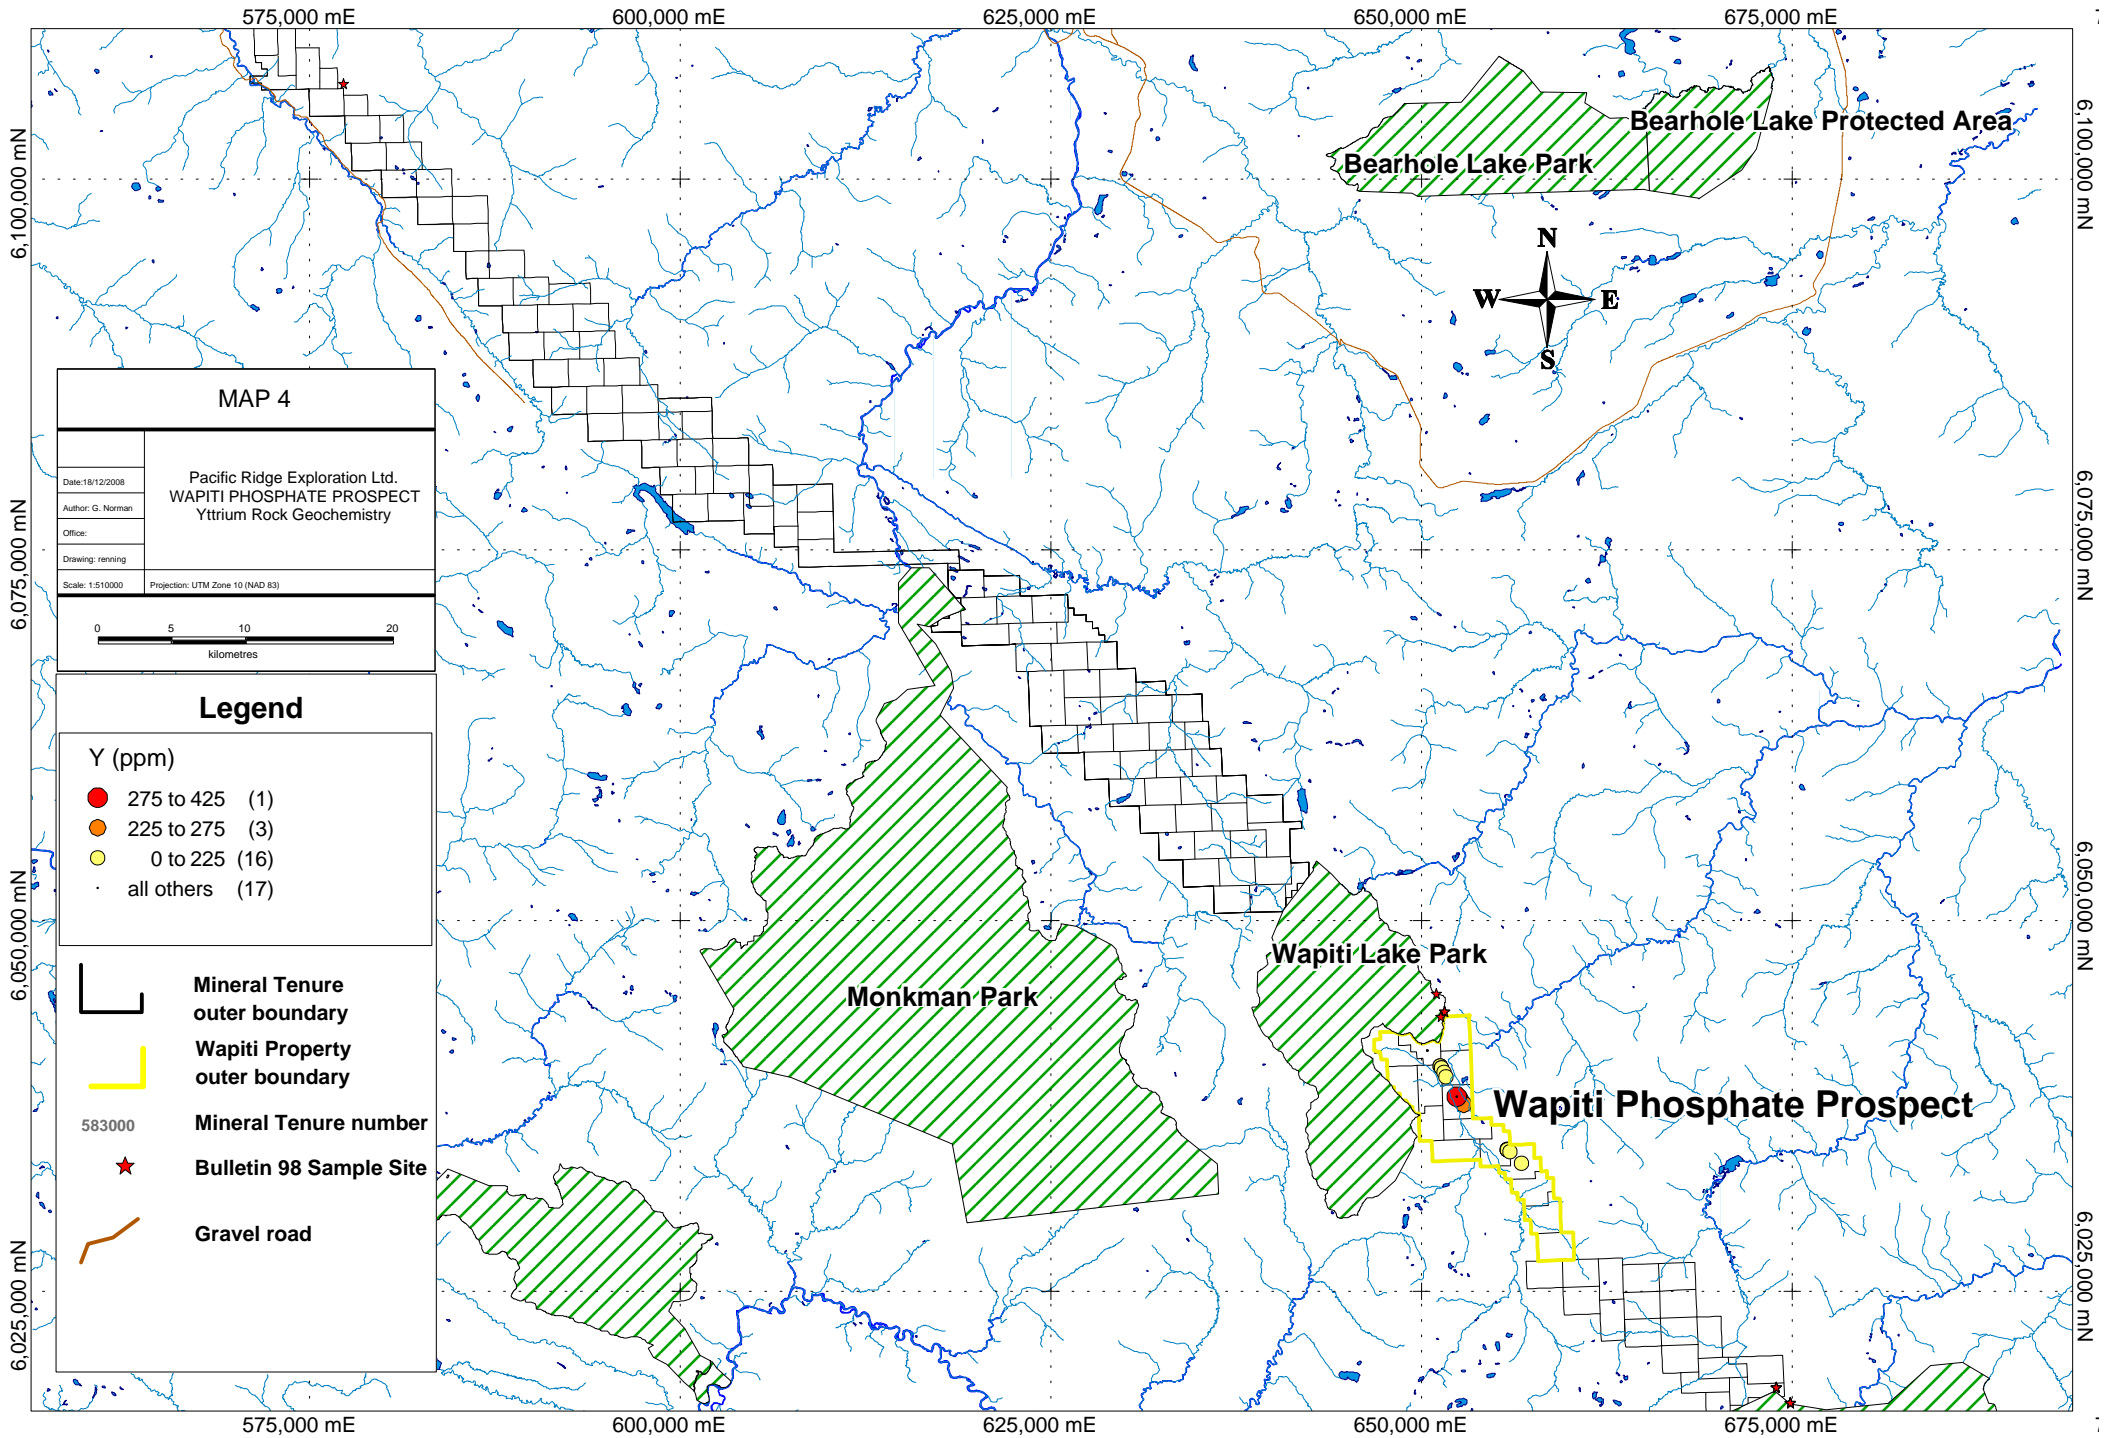 575,000 mE
600,000 mE
625,000 mE
650,000 mE
675,000 mE
6,100,000 mN
6,100,000 mN
Bearhole Lake Protected Area
Bearhole Lake Park
N
W
E
S
MAP 4
Date:18/12/2008
Author: G. Norman
Office:
Drawing: renning
Scale: 1:510000
Pacific Ridge Exploration Ltd.
WAPITI PHOSPHATE PROSPECT
Yttrium Rock Geochemistry
Projection: UTM Zone 10 (NAD 83)
0 5 10 20
kilometres
6,075,000 mN
6,075,000 mN
Legend
Y (ppm)
275 to 425 (1)
225 to 275 (3)
0 to 225 (16)
all others (17)
Mineral Tenure
outer boundary
Wapiti Property
outer boundary
583000 Mineral Tenure number
Bulletin 98 Sample Site
Gravel road
6,050,000 mN
6,050,000 mN
Wapiti Lake Park
Monkman Park
Wapiti Phosphate Prospect
6,025,000 mN
6,025,000 mN
575,000 mE
600,000 mE
625,000 mE
650,000 mE
675,000 mE